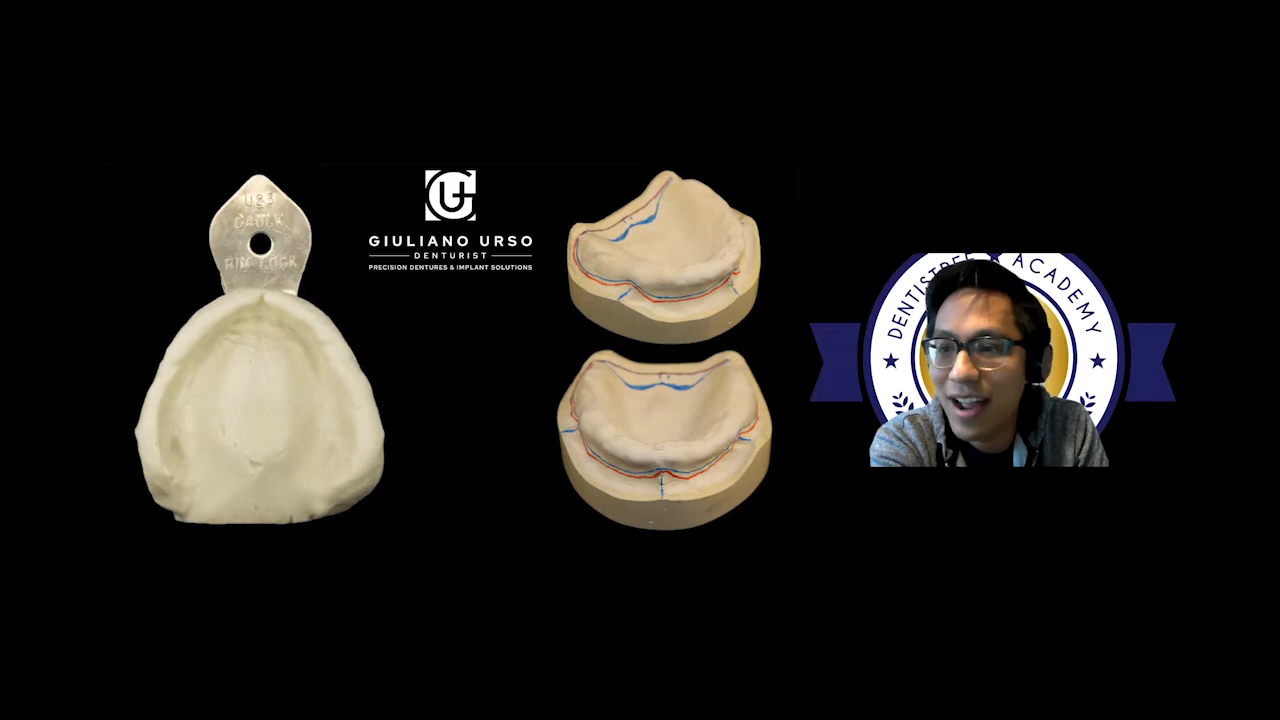 U23
CAULK
RIM-LOCK
GIULIANO URSO
DENTURIST
PRECISION DENTURES & IMPLANT SOLUTIONS
ACADEMY